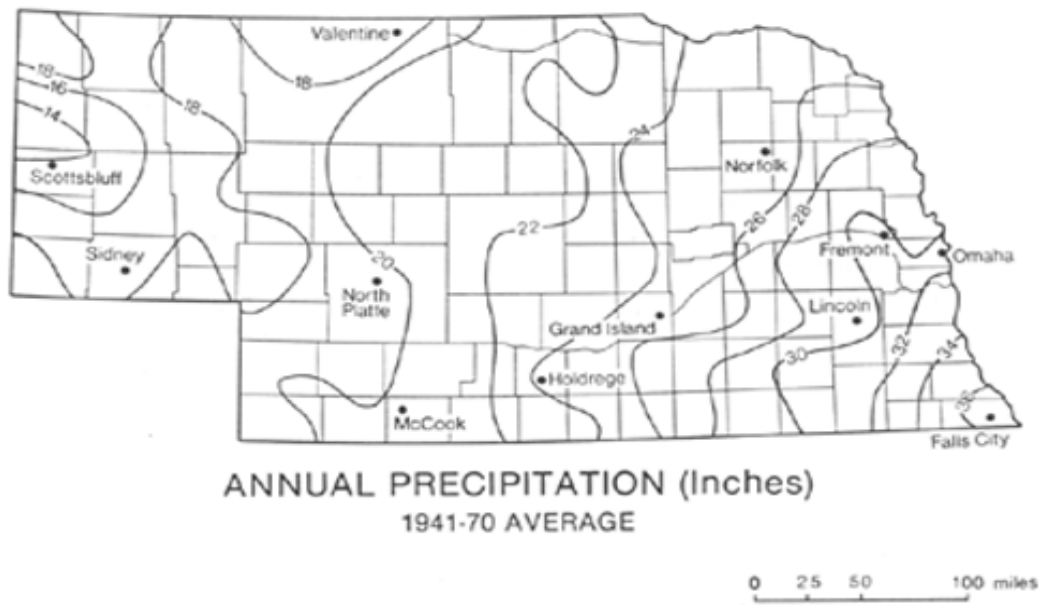 Valentine
18
16
14
18
18
24
Norfolk
Scottsbluff
22
26
28
Fremont
Omaha
Sidney
20
North
Platte
Grand Island
Lincoln
30
32
34
Holdrege
36
McCook
Falls City
ANNUAL PRECIPITATION (Inches)
1941-70 AVERAGE
0 25 50 100 miles